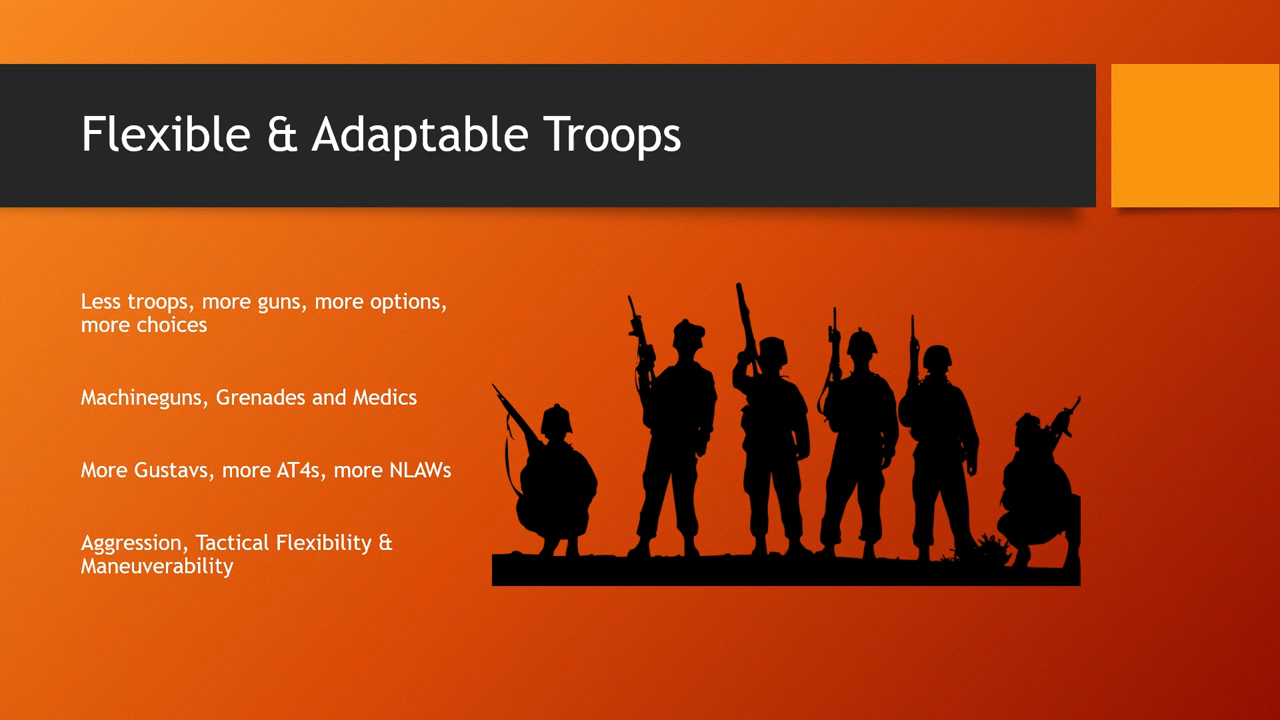 Flexible & Adaptable Troops
Less troops, more guns, more options,
more choices
Machineguns, Grenades and Medics
More Gustavs, more AT4s, more NLAWs
Aggression, Tactical Flexibility &
Maneuverability